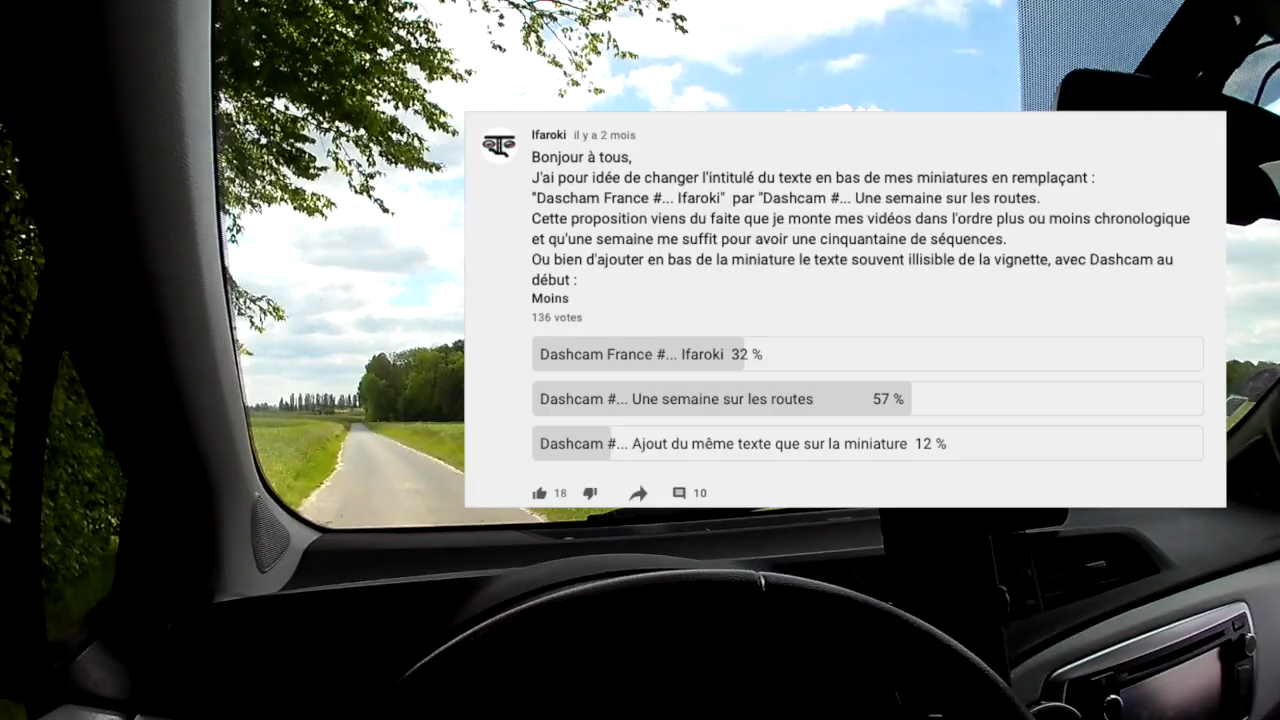 Ifaroki il y a 2 mois
Bonjour à tous,
J'ai pour idée de changer l'intitulé du texte en bas de mes miniatures en remplaçant :
"Dascham France #... Ifaroki" par "Dashcam #... Une semaine sur les routes.
Cette proposition viens du faite que je monte mes vidéos dans l'ordre plus ou moins chronologique
et qu'une semaine me suffit pour avoir une cinquantaine de séquences.
Ou bien d'ajouter en bas de la miniature le texte souvent illisible de la vignette, avec Dashcam au
début :
Moins
136 votes
Dashcam France #... Ifaroki 32 %
Dashcam #... Une semaine sur les routes 57 %
Dashcam #... Ajout du même texte que sur la miniature 12 %
18 10